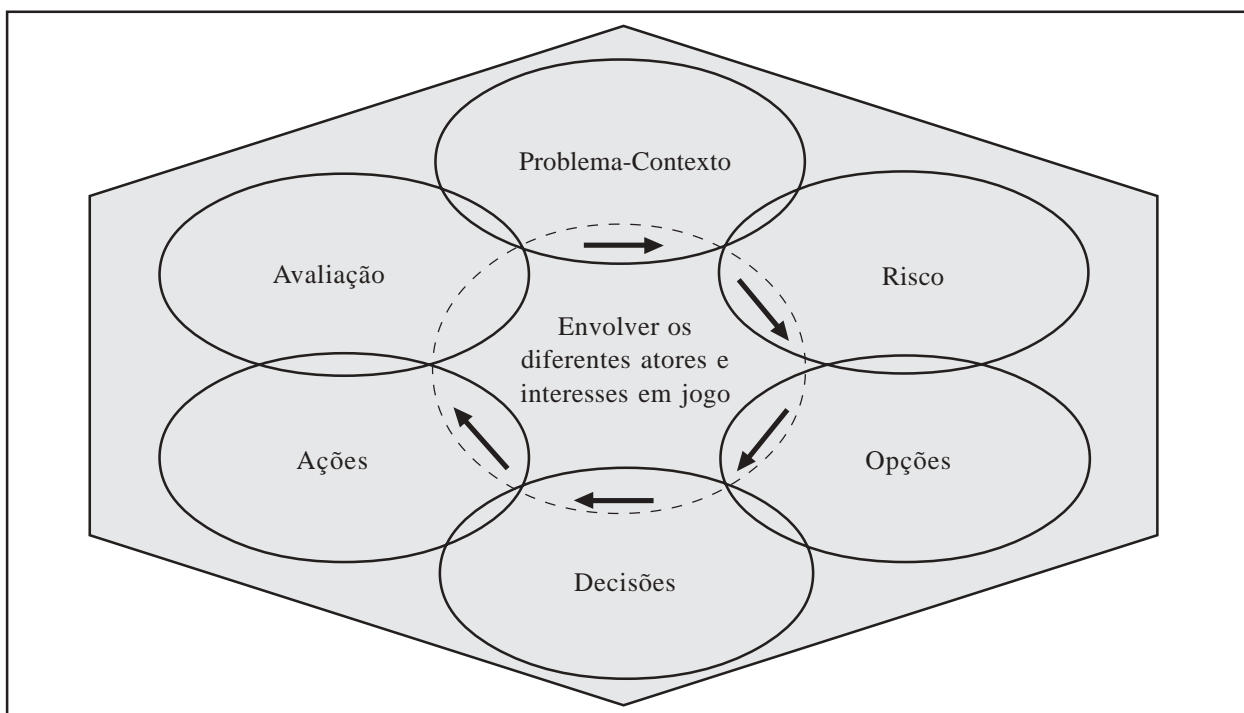 Problema-Contexto
Avaliação
Risco
Envolver os
diferentes atores e
interesses em jogo
Ações
Opções
Decisões